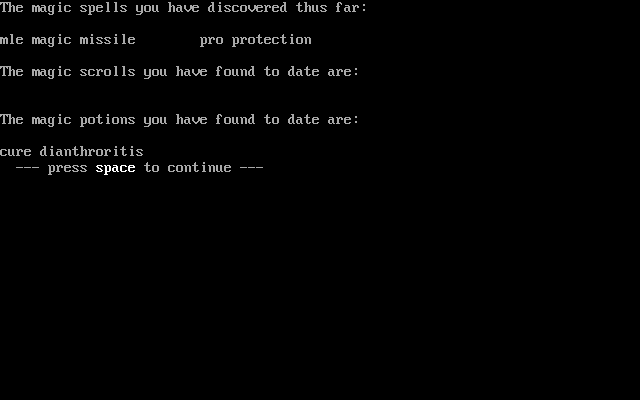 The magic spells you have discovered thus far:
mle magic missile        pro protection
The magic scrolls you have found to date are:
The magic potions you have found to date are:
cure dianthroritis
--- press space to continue ---